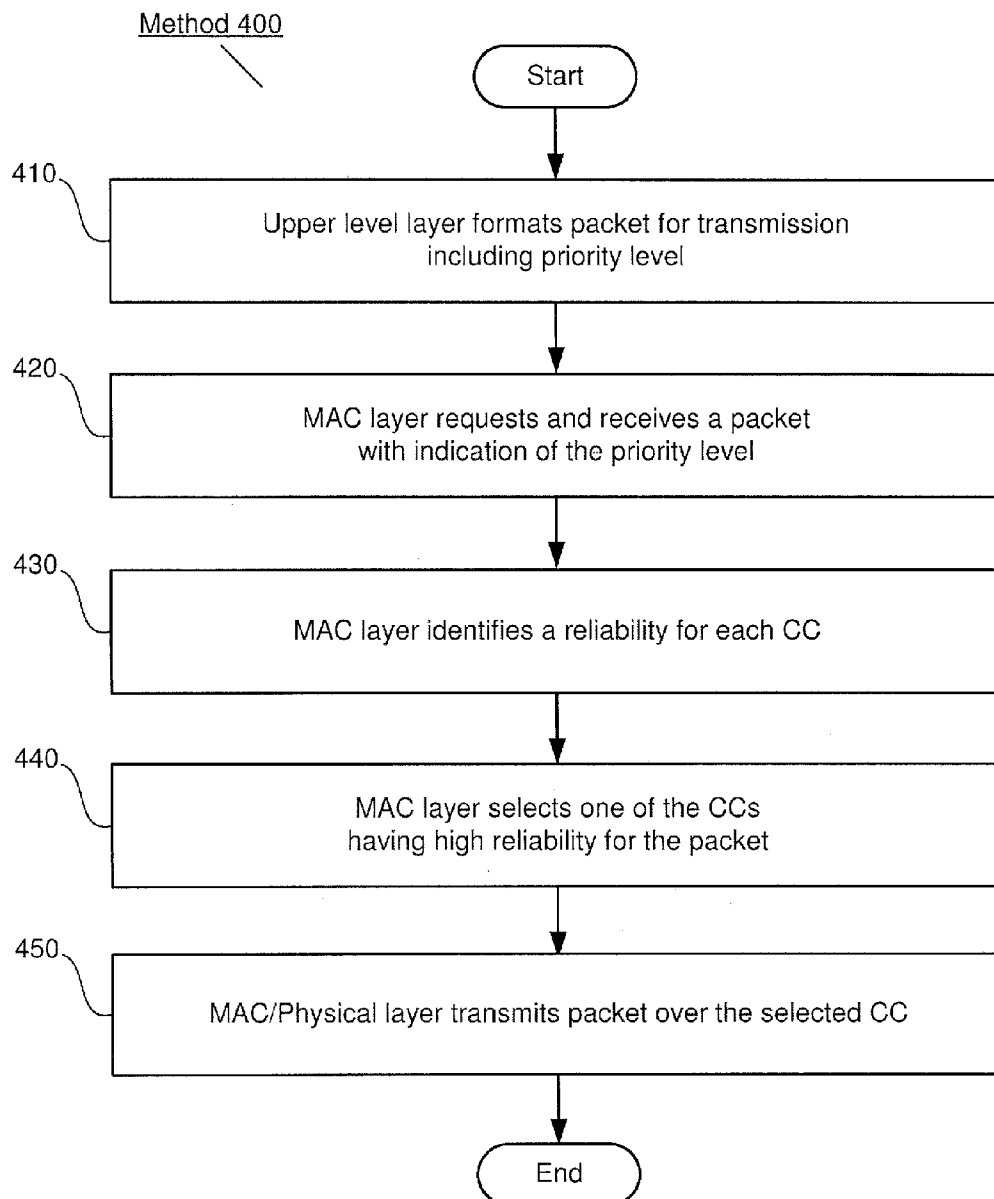 Method 400
Start
410
Upper level layer formats packet for transmission
including priority level
420
MAC layer requests and receives a packet
with indication of the priority level
430
MAC layer identifies a reliability for each CC
440
MAC layer selects one of the CCs
having high reliability for the packet
450
MAC/Physical layer transmits packet over the selected CC
End